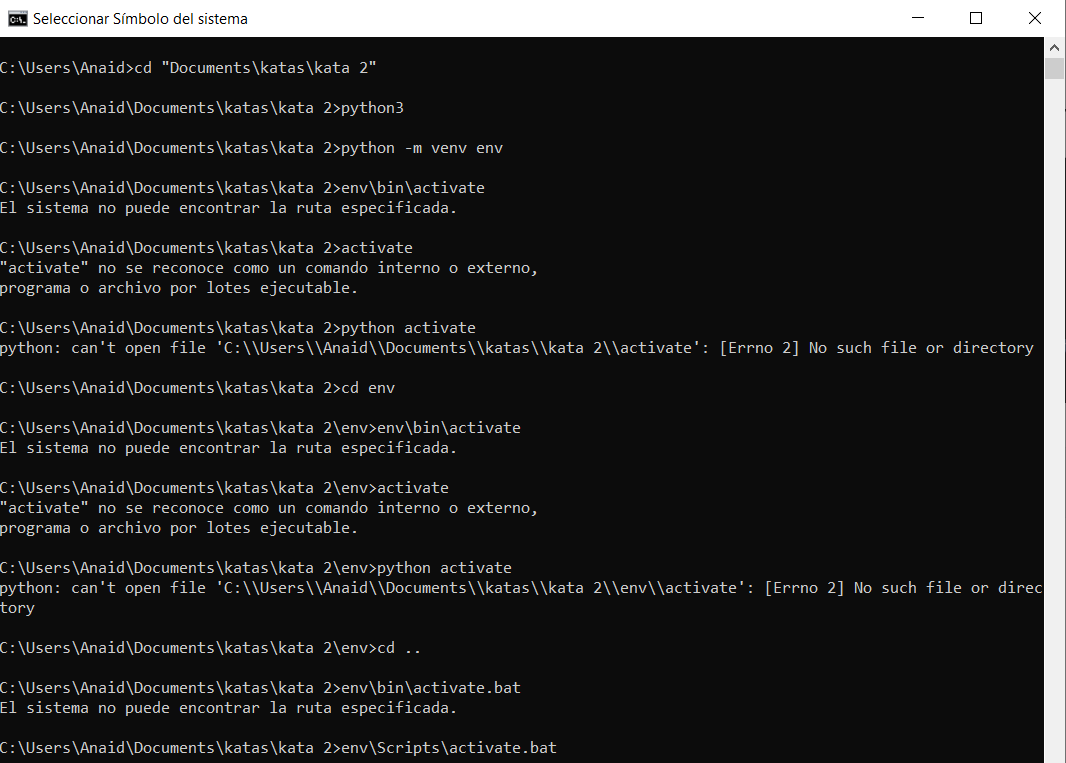 Seleccionar Símbolo del sistema
C:\Users\Anaid>cd "Documents\katas\kata 2"
C:\Users\Anaid\Documents\katas\kata 2>python3
C:\Users\Anaid\Documents\katas\kata 2>python -m venv env
C:\Users\Anaid\Documents\katas\kata 2>env\bin\activate
El sistema no puede encontrar la ruta especificada.
C:\Users\Anaid\Documents\katas\kata 2>activate
"activate" no se reconoce como un comando interno o externo,
programa o archivo por lotes ejecutable.
C:\Users\Anaid\Documents\katas\kata 2>python activate
python: can't open file 'C:\\Users\\Anaid\\Documents\\katas\\kata 2\\activate': [Errno 2] No such file or directory
C:\Users\Anaid\Documents\katas\kata 2>cd env
C:\Users\Anaid\Documents\katas\kata 2\env>env\bin\activate
El sistema no puede encontrar la ruta especificada.
C:\Users\Anaid\Documents\katas\kata 2\env>activate
"activate" no se reconoce como un comando interno o externo,
programa o archivo por lotes ejecutable.
C:\Users\Anaid\Documents\katas\kata 2\env>python activate
python: can't open file 'C:\\Users\\Anaid\\Documents\\katas\\kata 2\\env\\activate': [Errno 2] No such file or direc
tory
C:\Users\Anaid\Documents\katas\kata 2\env>cd ..
C:\Users\Anaid\Documents\katas\kata 2>env\bin\activate.bat
El sistema no puede encontrar la ruta especificada.
C:\Users\Anaid\Documents\katas\kata 2>env\Scripts\activate.bat